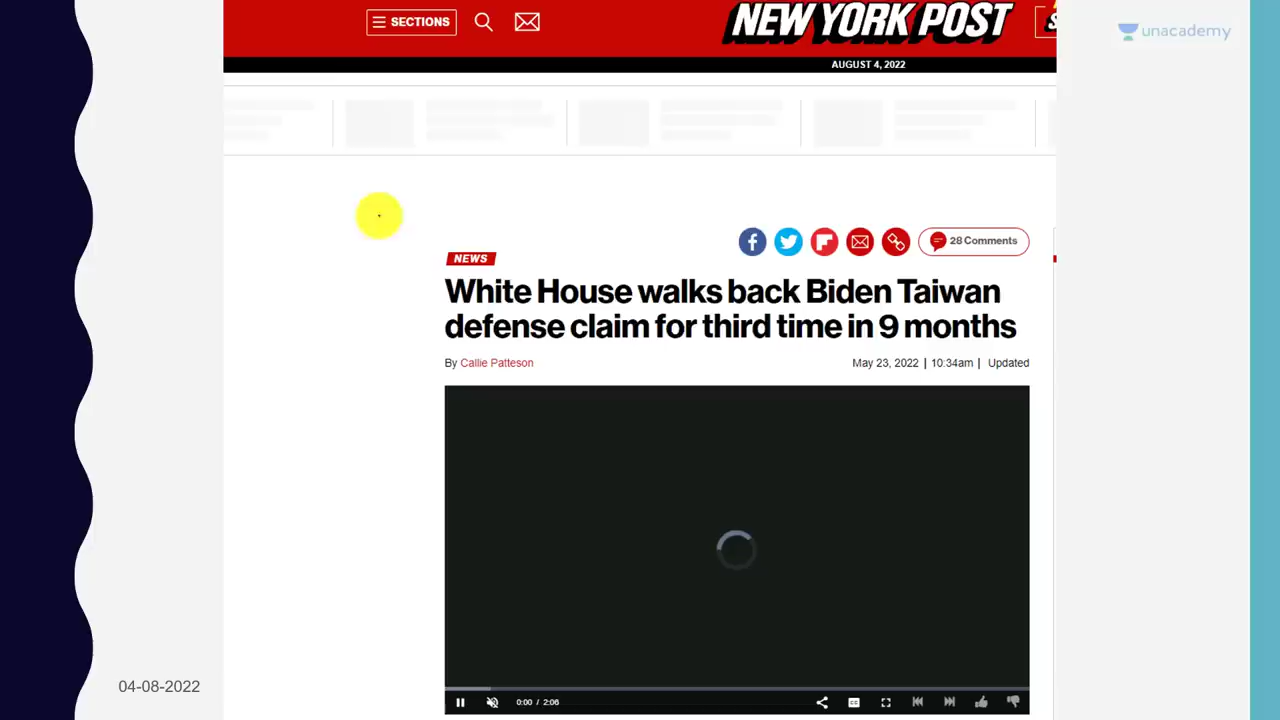 SECTIONS
NEW YORK POST
unacademy
AUGUST 4, 2022
28 Comments
NEWS
White House walks back Biden Taiwan
defense claim for third time in 9 months
By Callie Patteson
May 23, 2022 | 10:34am | Updated
0:00 / 2:06
CC
04-08-2022